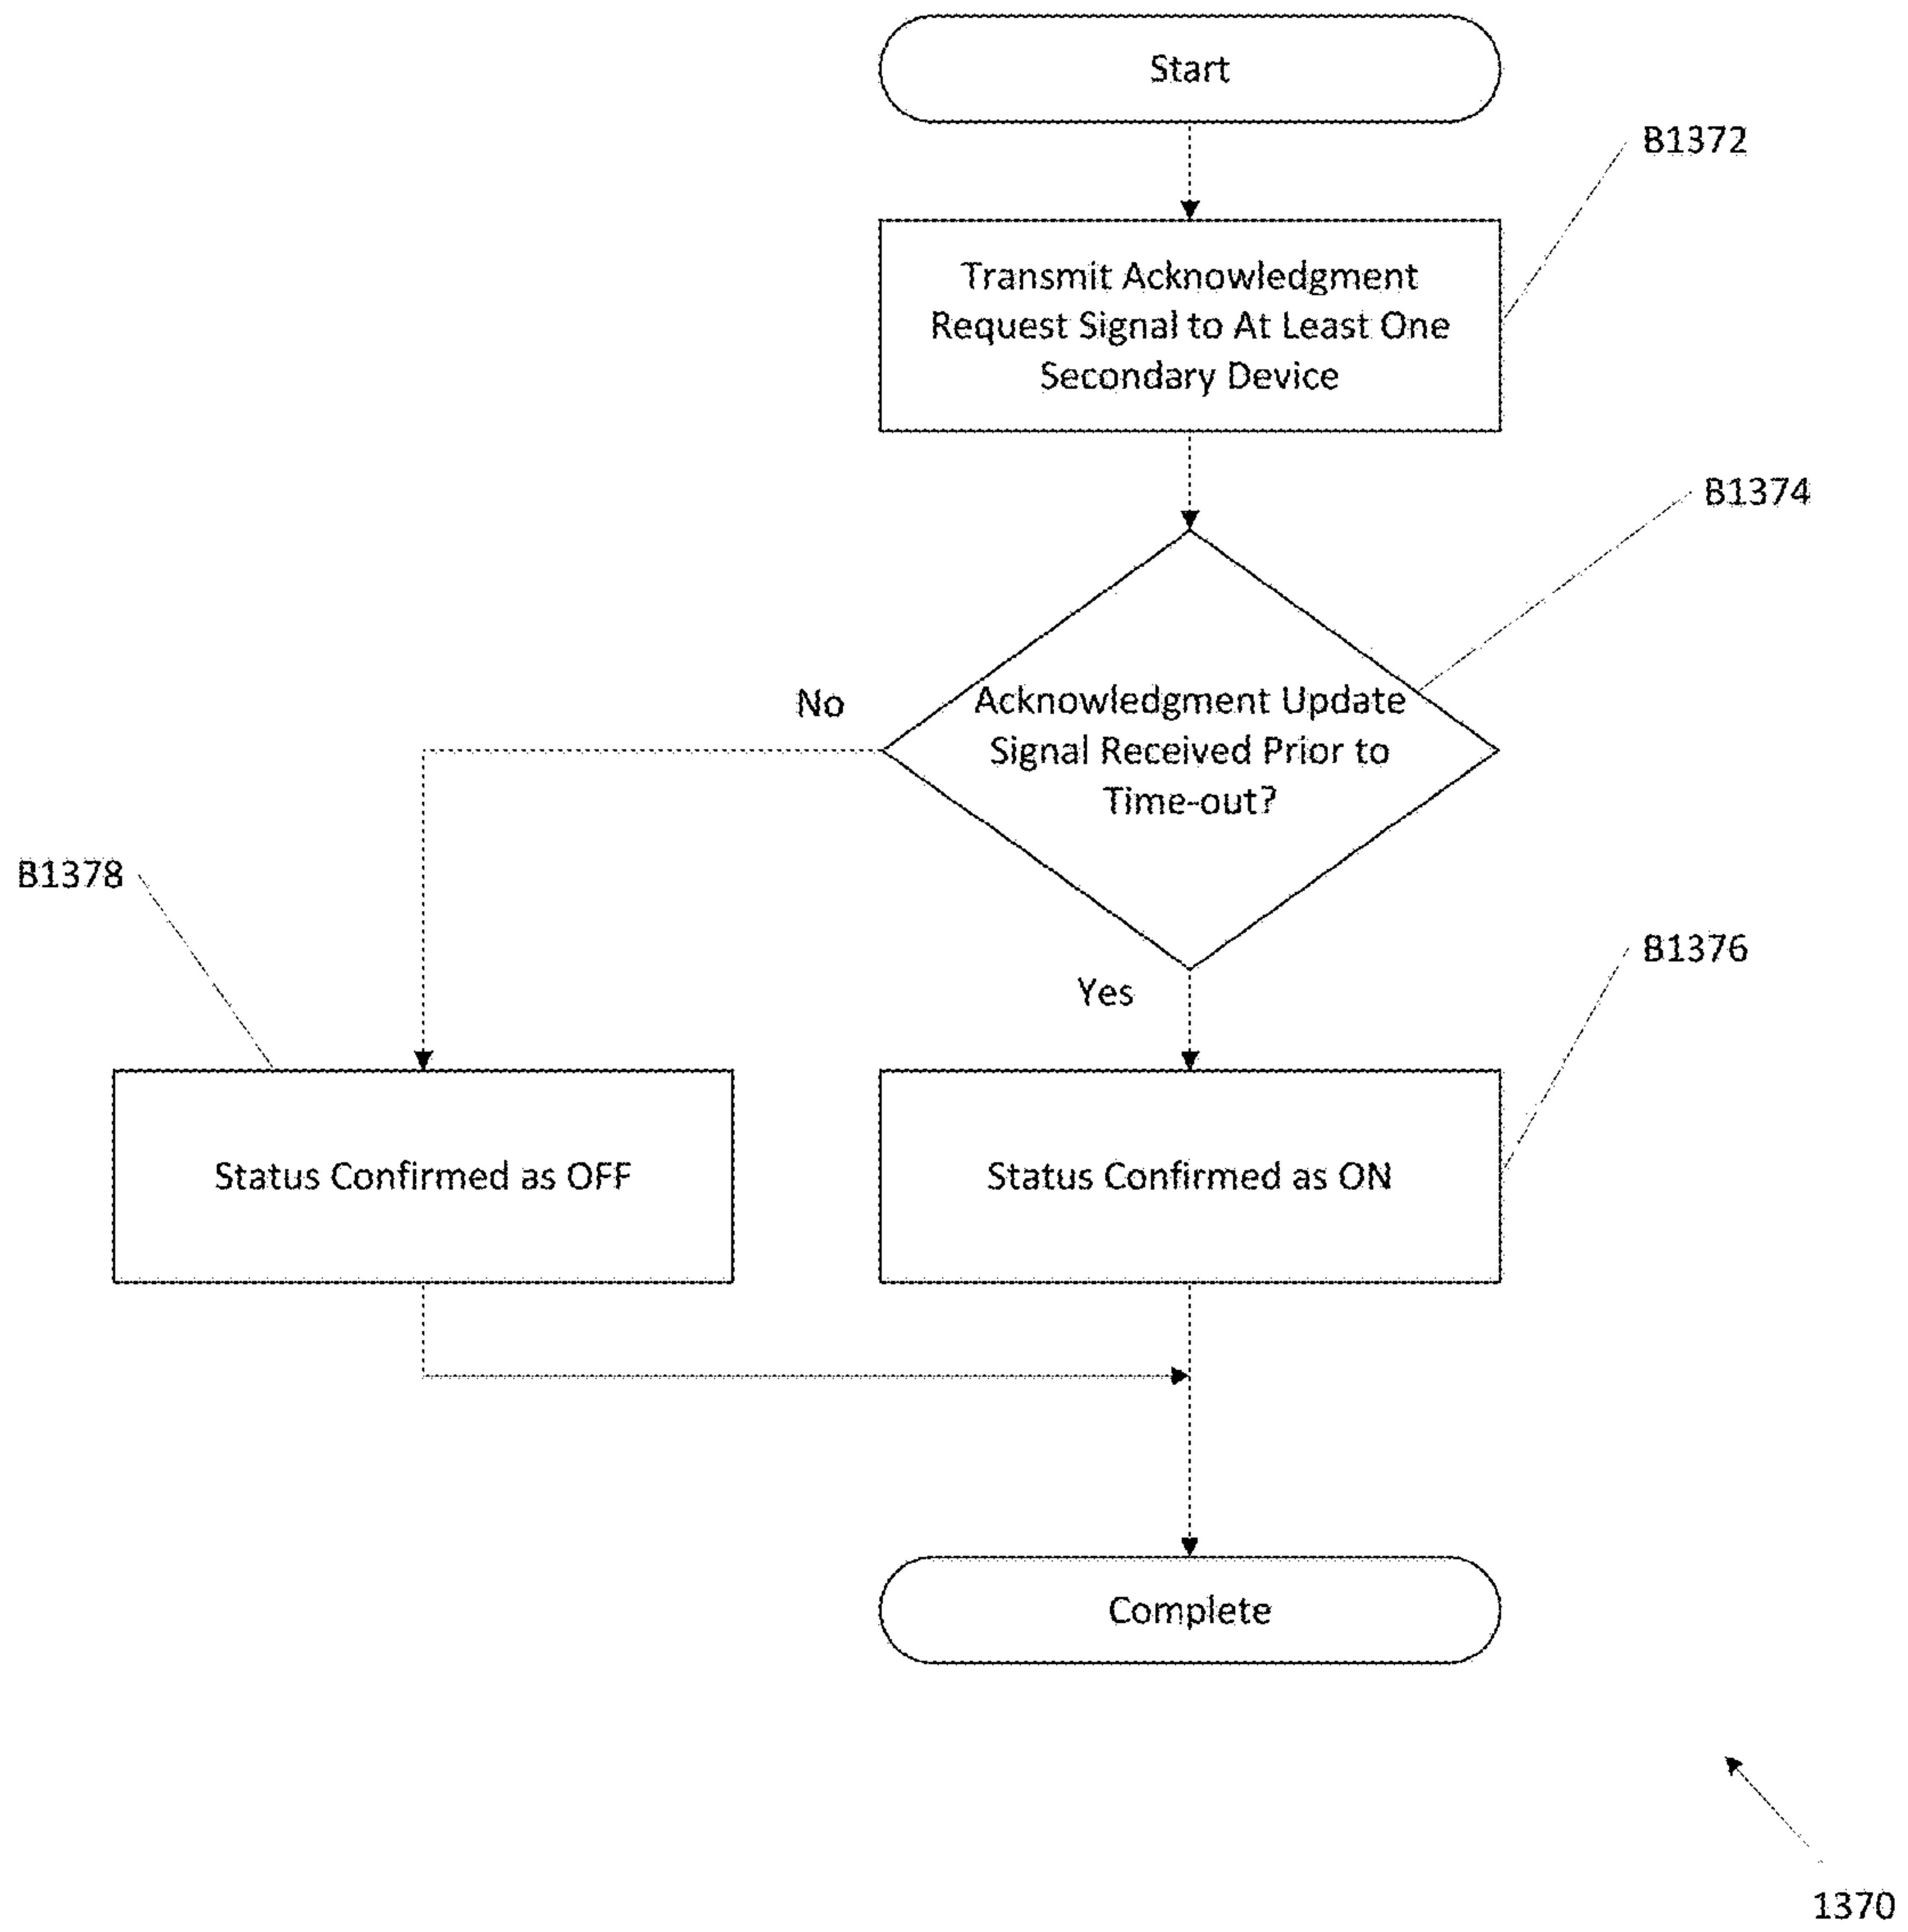 Start
B1372
Transmit Acknowledgment
Request Signal to At Least One
Secondary Device
B1374
No
Acknowledgment Update
Signal Received Prior to
Time-out?
B1378
B1376
Yes
Status Confirmed as OFF
Status Confirmed as ON
Complete
1370